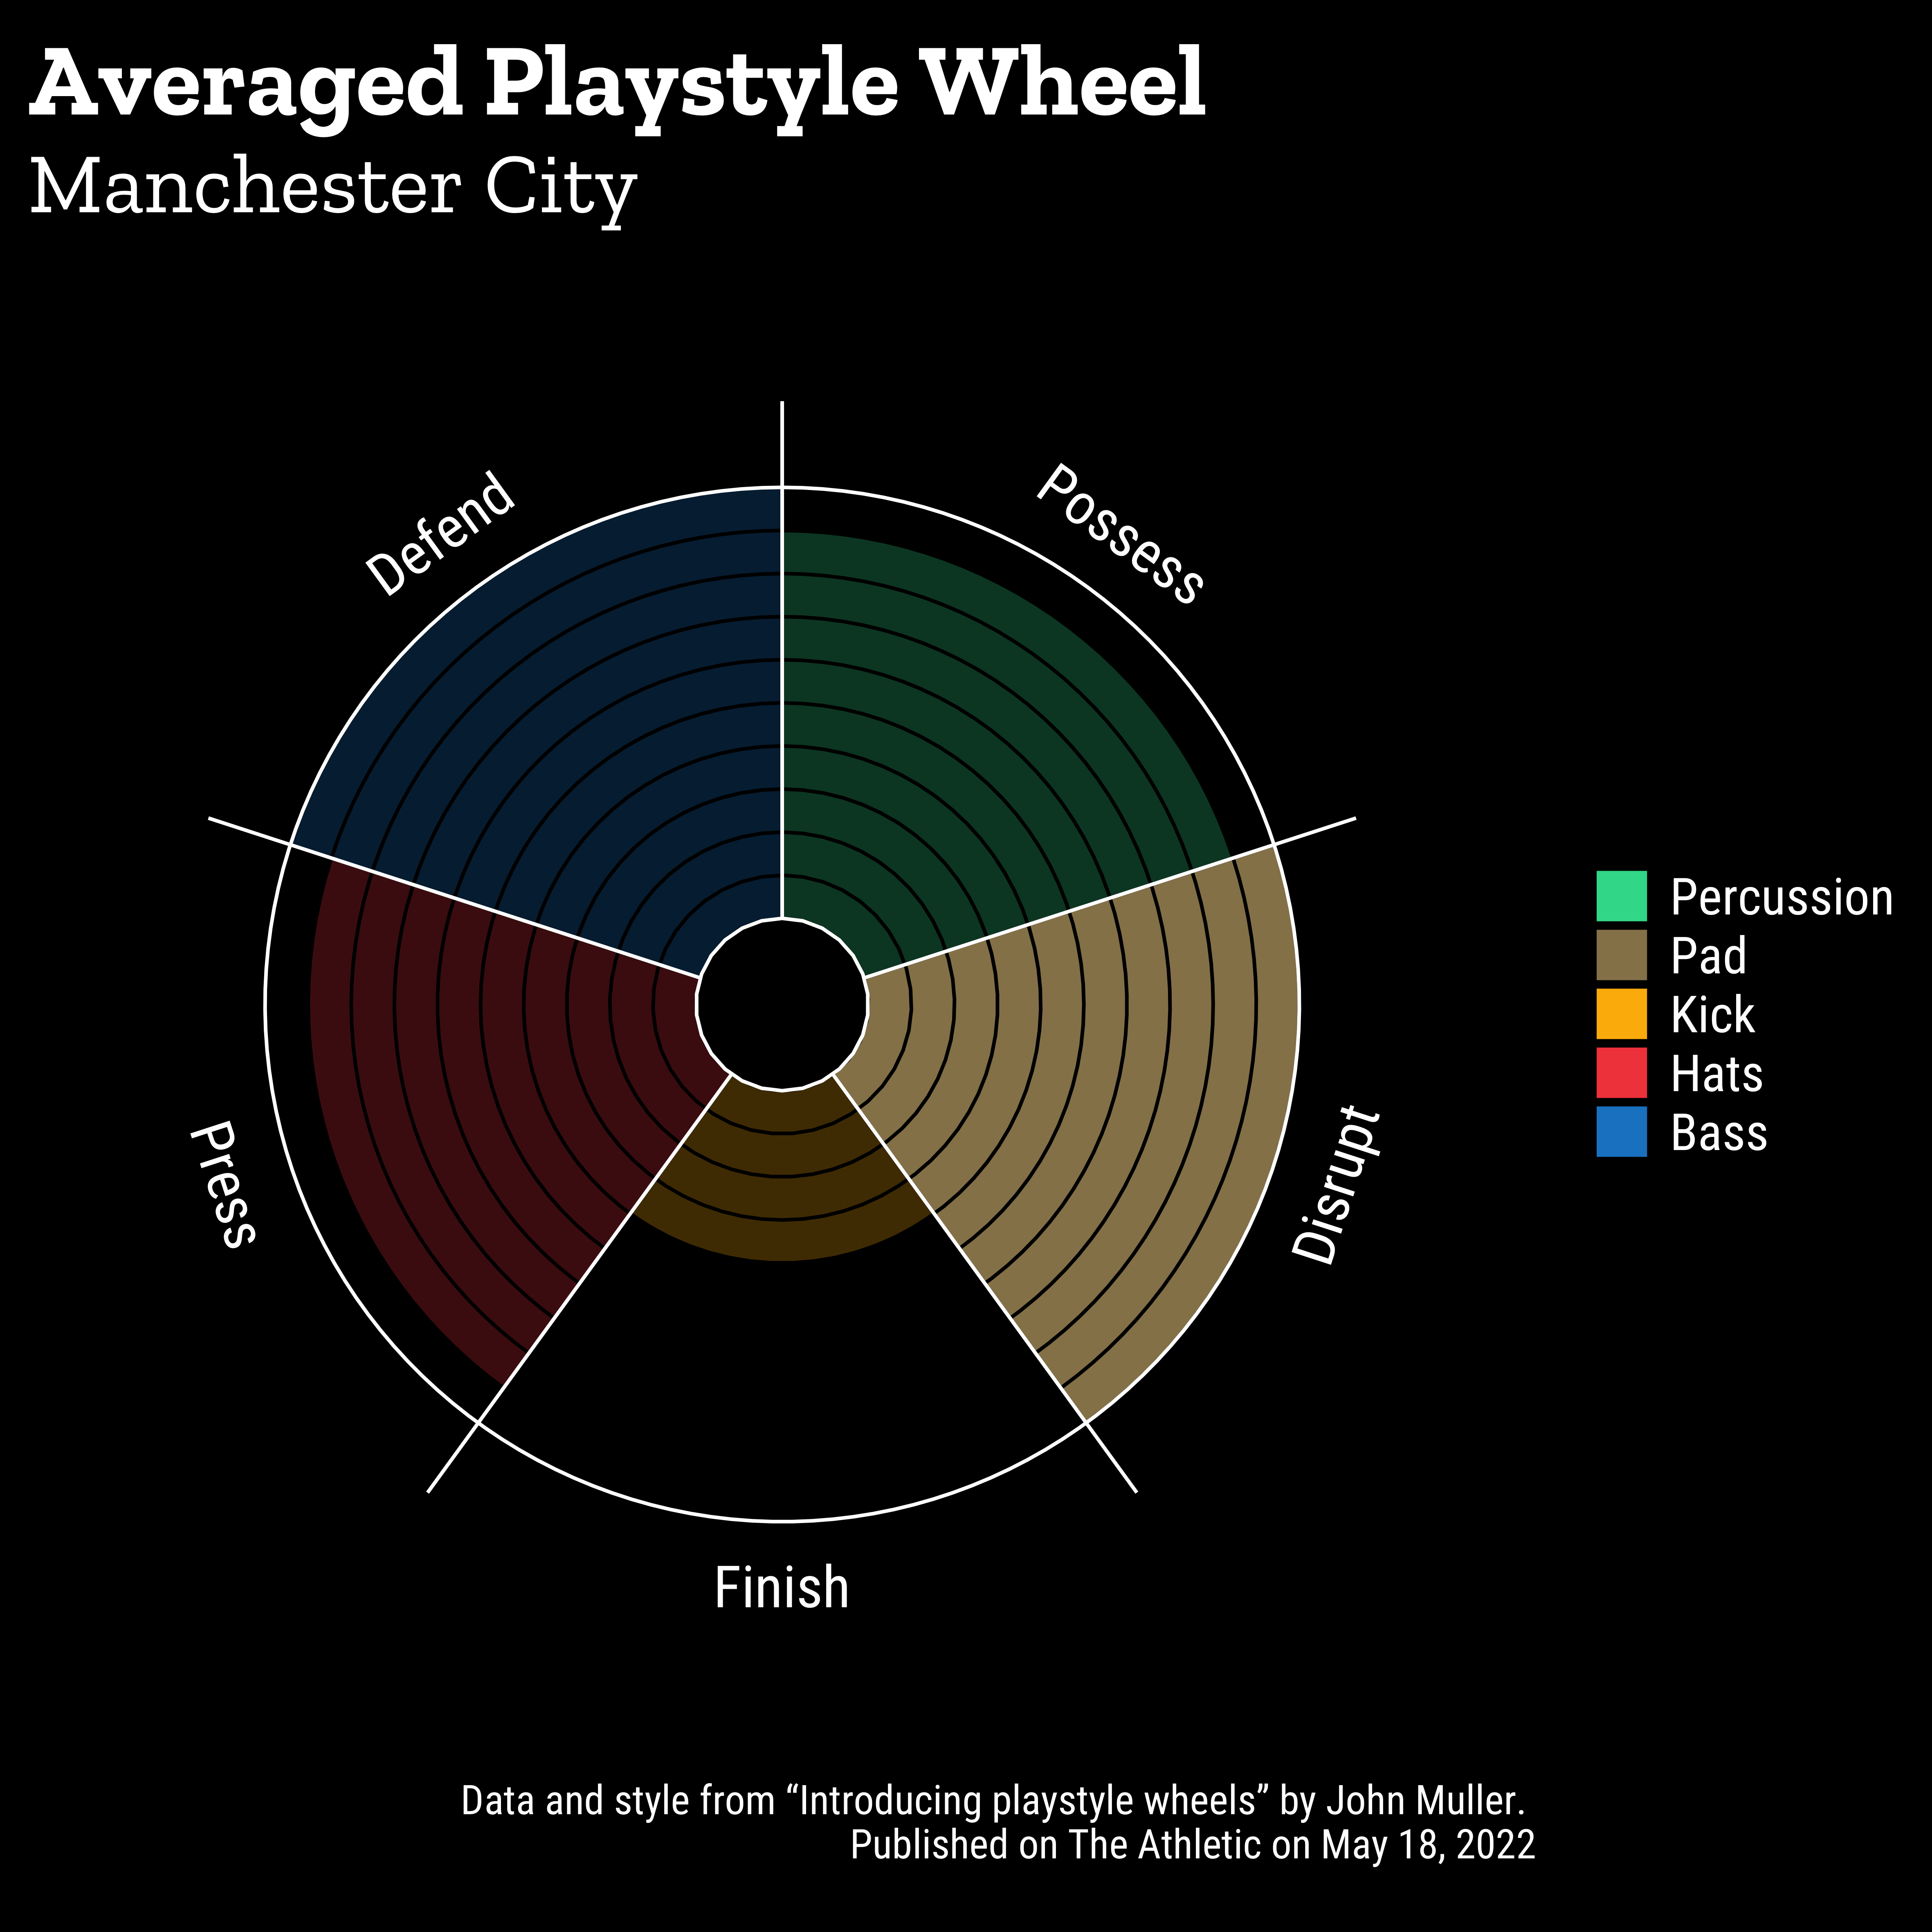 Averaged Playstyle Wheel
Manchester City
Defend
Possess
Press
Disrupt
Finish
Percussion
Pad
Kick
Hats
Bass
Data and style from “Introducing playstyle wheels” by John Muller.
Published on The Athletic on May 18, 2022